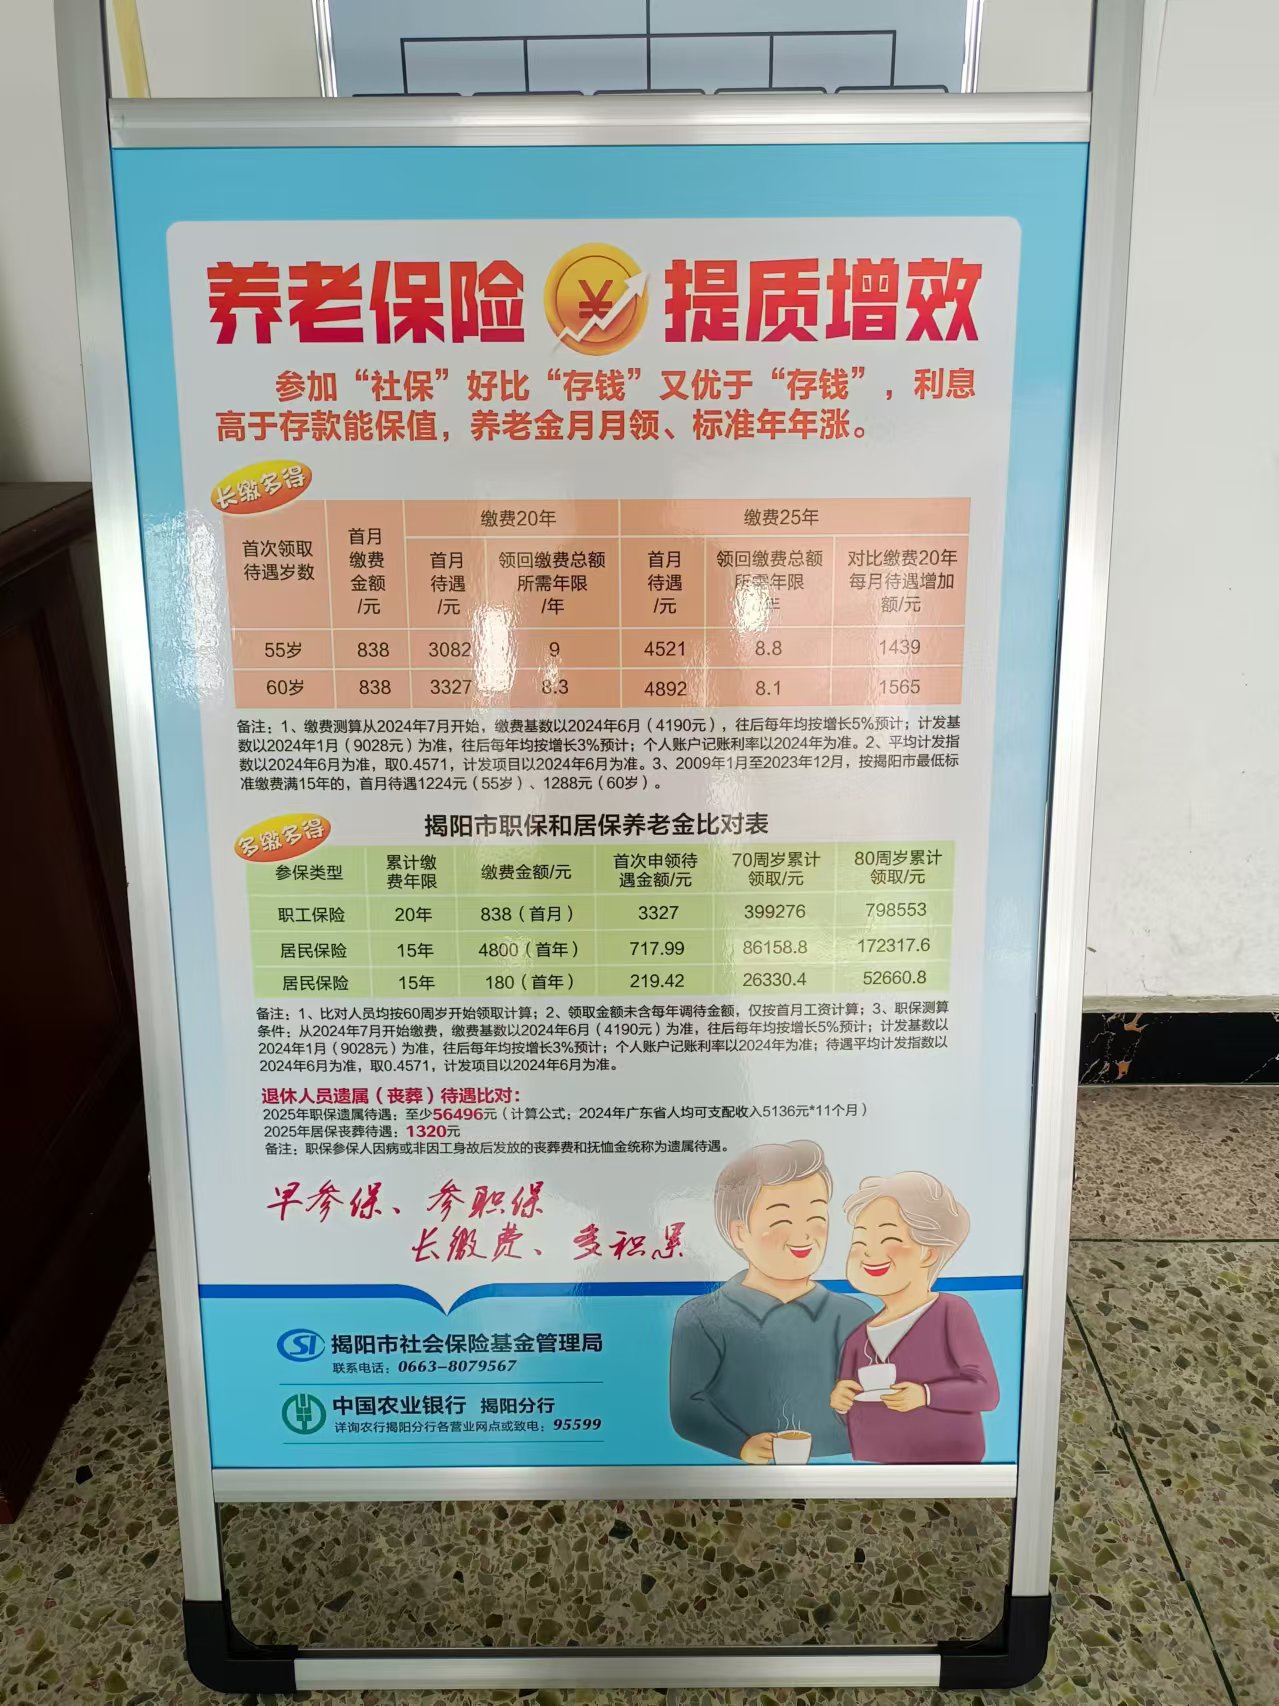 养老保险 提质增效
参加“社保”好比“存钱”又优于“存钱”，利息
高于存款能保值，养老金月月领、标准年年涨。
长缴多得
首次领取待遇岁数 首月缴费金额/元 缴费20年 缴费25年
首月待遇/元 领回缴费总额所需年限/年 首月待遇/元 领回缴费总额所需年限/年 对比缴费20年每月待遇增加额/元
55岁 838 3082 9 4521 8.8 1439
60岁 838 3327 8.3 4892 8.1 1565
备注：1、缴费测算从2024年7月开始，缴费基数以2024年6月（4190元），往后每年均按增长5%预计；计发基
数以2024年1月（9028元）为准，往后每年均按增长3%预计；个人账户记账利率以2024年为准。2、平均计发指
数以2024年6月为准，取0.4571，计发项目以2024年6月为准。3、2009年1月至2023年12月，按揭阳市最低标
准缴费满15年的，首月待遇1224元（55岁）、1288元（60岁）。
多缴多得
揭阳市职保和居保养老金比对表
参保类型 累计缴费年限 缴费金额/元 首次申领待遇金额/元 70周岁累计领取/元 80周岁累计领取/元
职工保险 20年 838（首月） 3327 399276 798553
居民保险 15年 4800（首年） 717.99 86158.8 172317.6
居民保险 15年 180（首年） 219.42 26330.4 52660.8
备注：1、比对人员均按60周岁开始领取计算；2、领取金额未含每年调待金额，仅按首月工资计算；3、职保测算
条件：从2024年7月开始缴费，缴费基数以2024年6月（4190元）为准，往后每年均按增长5%预计；计发基数以
2024年1月（9028元）为准，往后每年均按增长3%预计；个人账户记账利率以2024年为准；待遇平均计发指数以
2024年6月为准，取0.4571，计发项目以2024年6月为准。
退休人员遗属（丧葬）待遇比对：
2025年职保遗属待遇：至少56496元（计算公式：2024年广东省人均可支配收入5136元*11个月）
2025年居保丧葬待遇：1320元
备注：职保参保人因病或非因工身故后发放的丧葬费和抚恤金统称为遗属待遇。
早参保、参职保
长缴费、多积累
SI 揭阳市社会保险基金管理局
联系电话：0663-8079567
中国农业银行 揭阳分行
详询农行揭阳分行各营业网点或致电：95599